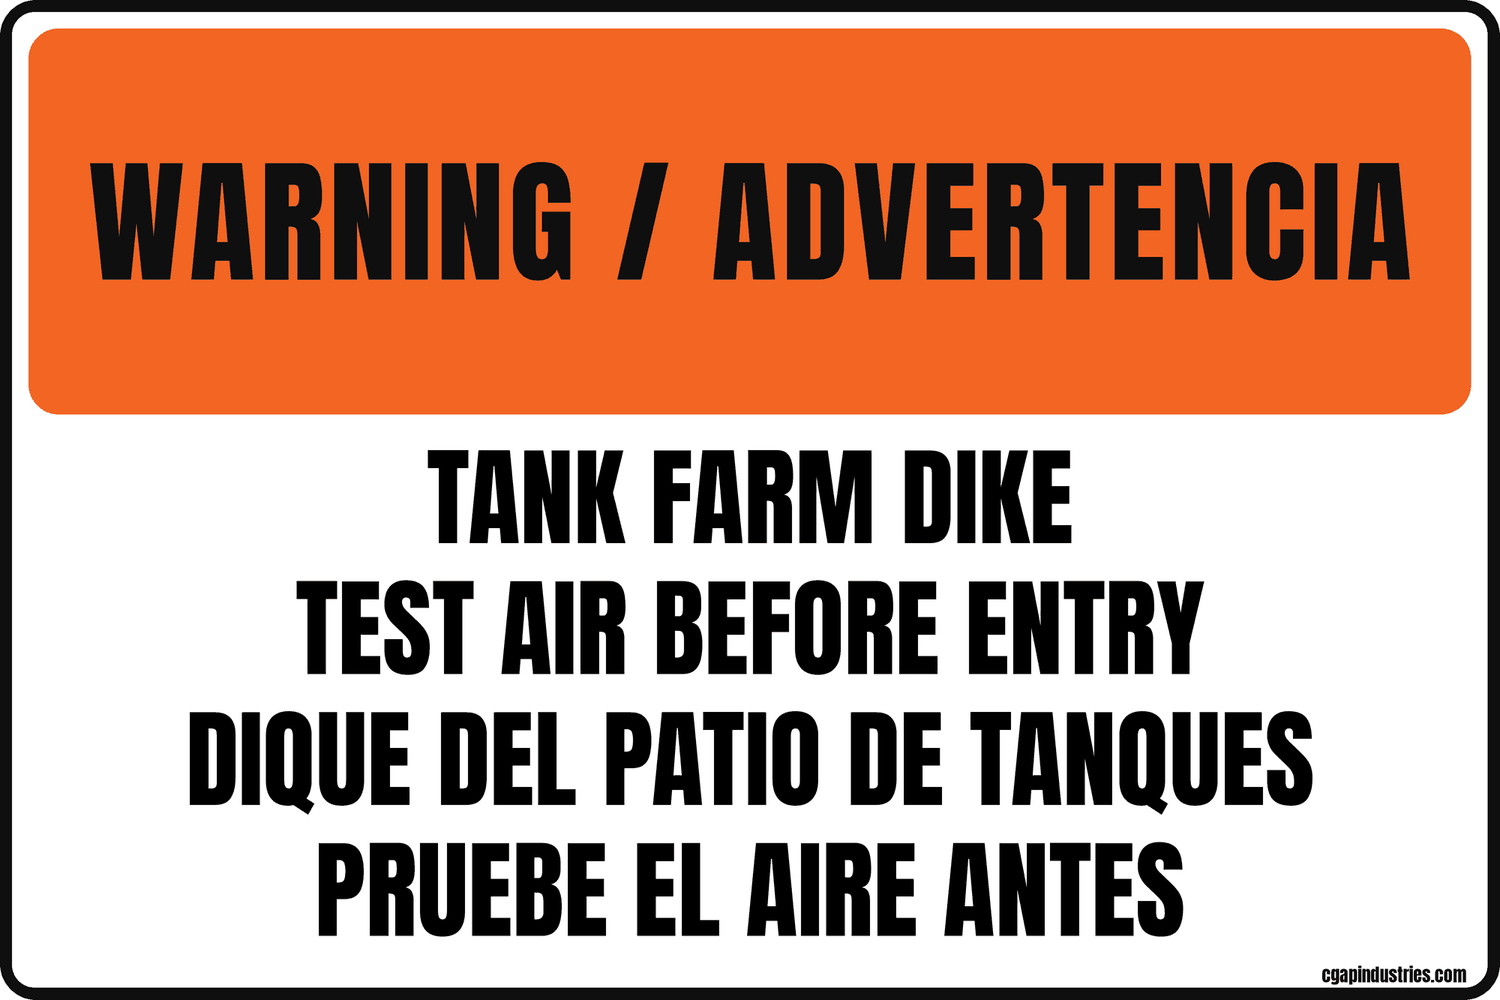 WARNING / ADVERTENCIA
TANK FARM DIKE
TEST AIR BEFORE ENTRY
DIQUE DEL PATIO DE TANQUES
PRUEBE EL AIRE ANTES
cgapindustries.com